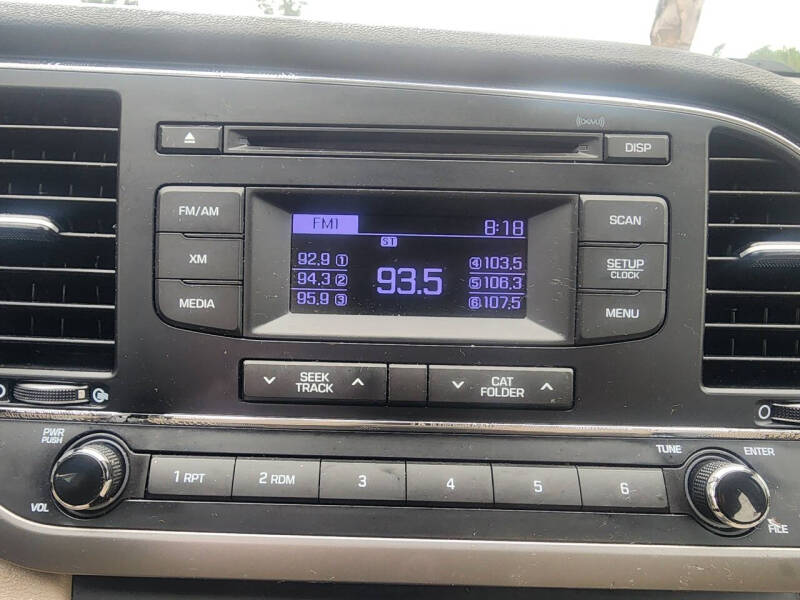 ((XM))
DISP
FM/AM
XM
MEDIA
FM1 8:18
ST
92.9 1
94.3 2
95.9 3
93.5
4 103.5
5 106.3
6 107.5
SCAN
SETUP
CLOCK
MENU
SEEK
TRACK
CAT
FOLDER
PWR
PUSH
VOL
1 RPT
2 RDM
3
4
5
6
TUNE
ENTER
FILE